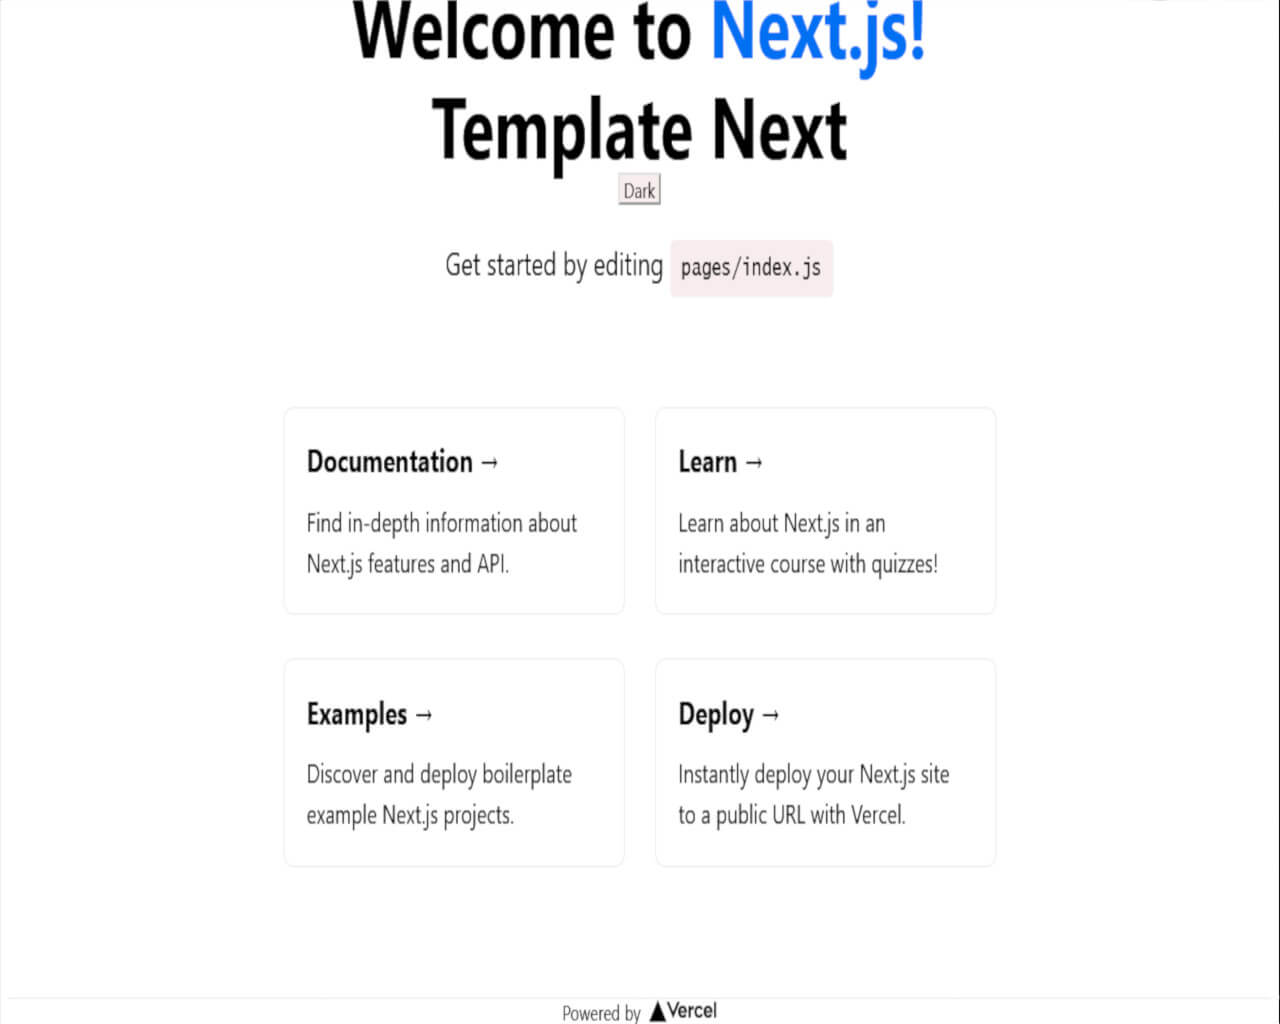 Welcome to Next.js!
Template Next
Dark
Get started by editing pages/index.js
Documentation →
Find in-depth information about
Next.js features and API.
Learn →
Learn about Next.js in an
interactive course with quizzes!
Examples →
Discover and deploy boilerplate
example Next.js projects.
Deploy →
Instantly deploy your Next.js site
to a public URL with Vercel.
Powered by Vercel